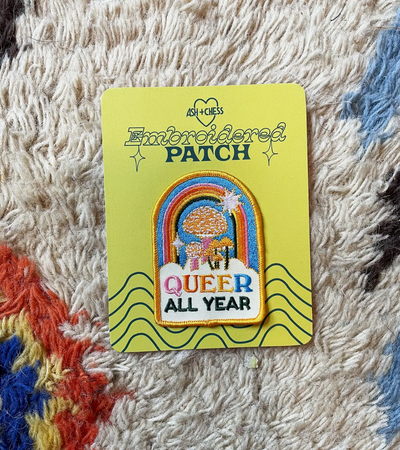 ASH + CHESS
Embroidered
PATCH
QUEER
ALL YEAR